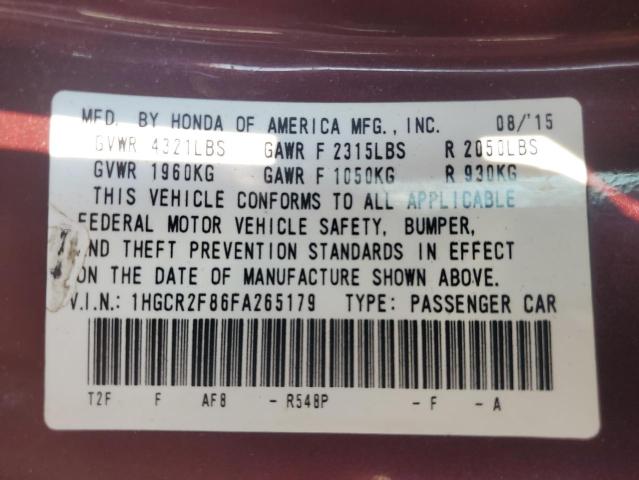 MFD. BY HONDA OF AMERICA MFG., INC. 08/'15
GVWR 4321LBS GAWR F 2315LBS R 2050LBS
GVWR 1960KG GAWR F 1050KG R 930KG
THIS VEHICLE CONFORMS TO ALL APPLICABLE
FEDERAL MOTOR VEHICLE SAFETY, BUMPER,
AND THEFT PREVENTION STANDARDS IN EFFECT
ON THE DATE OF MANUFACTURE SHOWN ABOVE.
V.I.N.: 1HGCR2F86FA265179 TYPE: PASSENGER CAR
T2F F AF8 - R548P - F - A